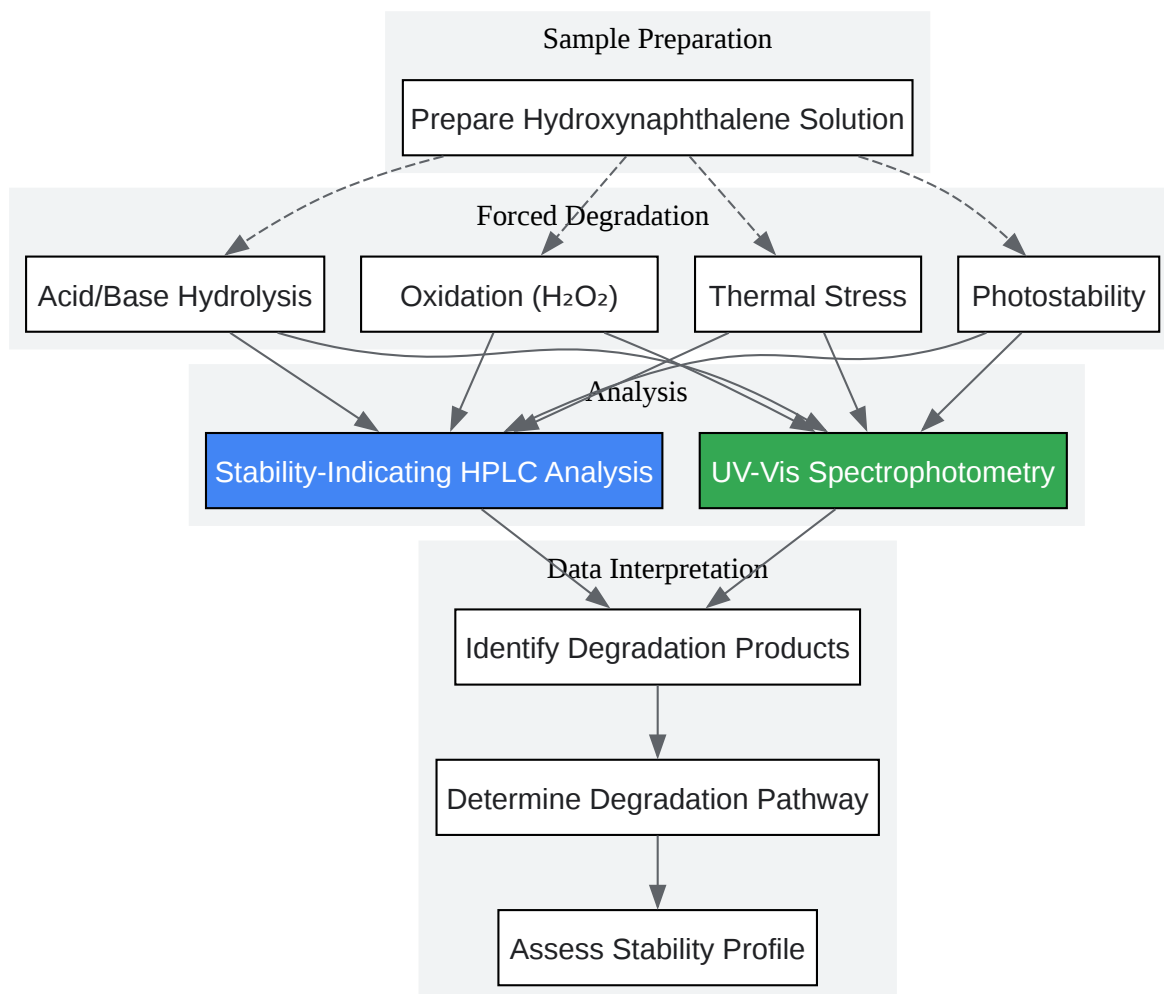 Sample Preparation
Prepare Hydroxynaphthalene Solution
Forced Degradation
Acid/Base Hydrolysis
Oxidation (H₂O₂)
Thermal Stress
Photostability
Analysis
Stability-Indicating HPLC Analysis
UV-Vis Spectrophotometry
Data Interpretation
Identify Degradation Products
Determine Degradation Pathway
Assess Stability Profile